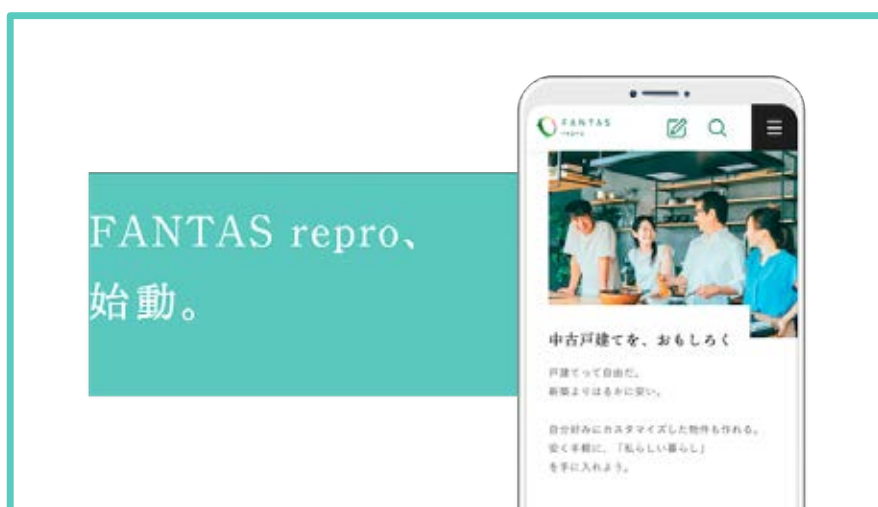 FANTAS repro、
始動。
FANTAS
repro
中古戸建てを、おもしろく
戸建てって自由だ。
新築よりはるかに安い。
自分好みにカスタマイズした物件も作れる。
安く手軽に、「私らしい暮らし」
を手に入れよう。